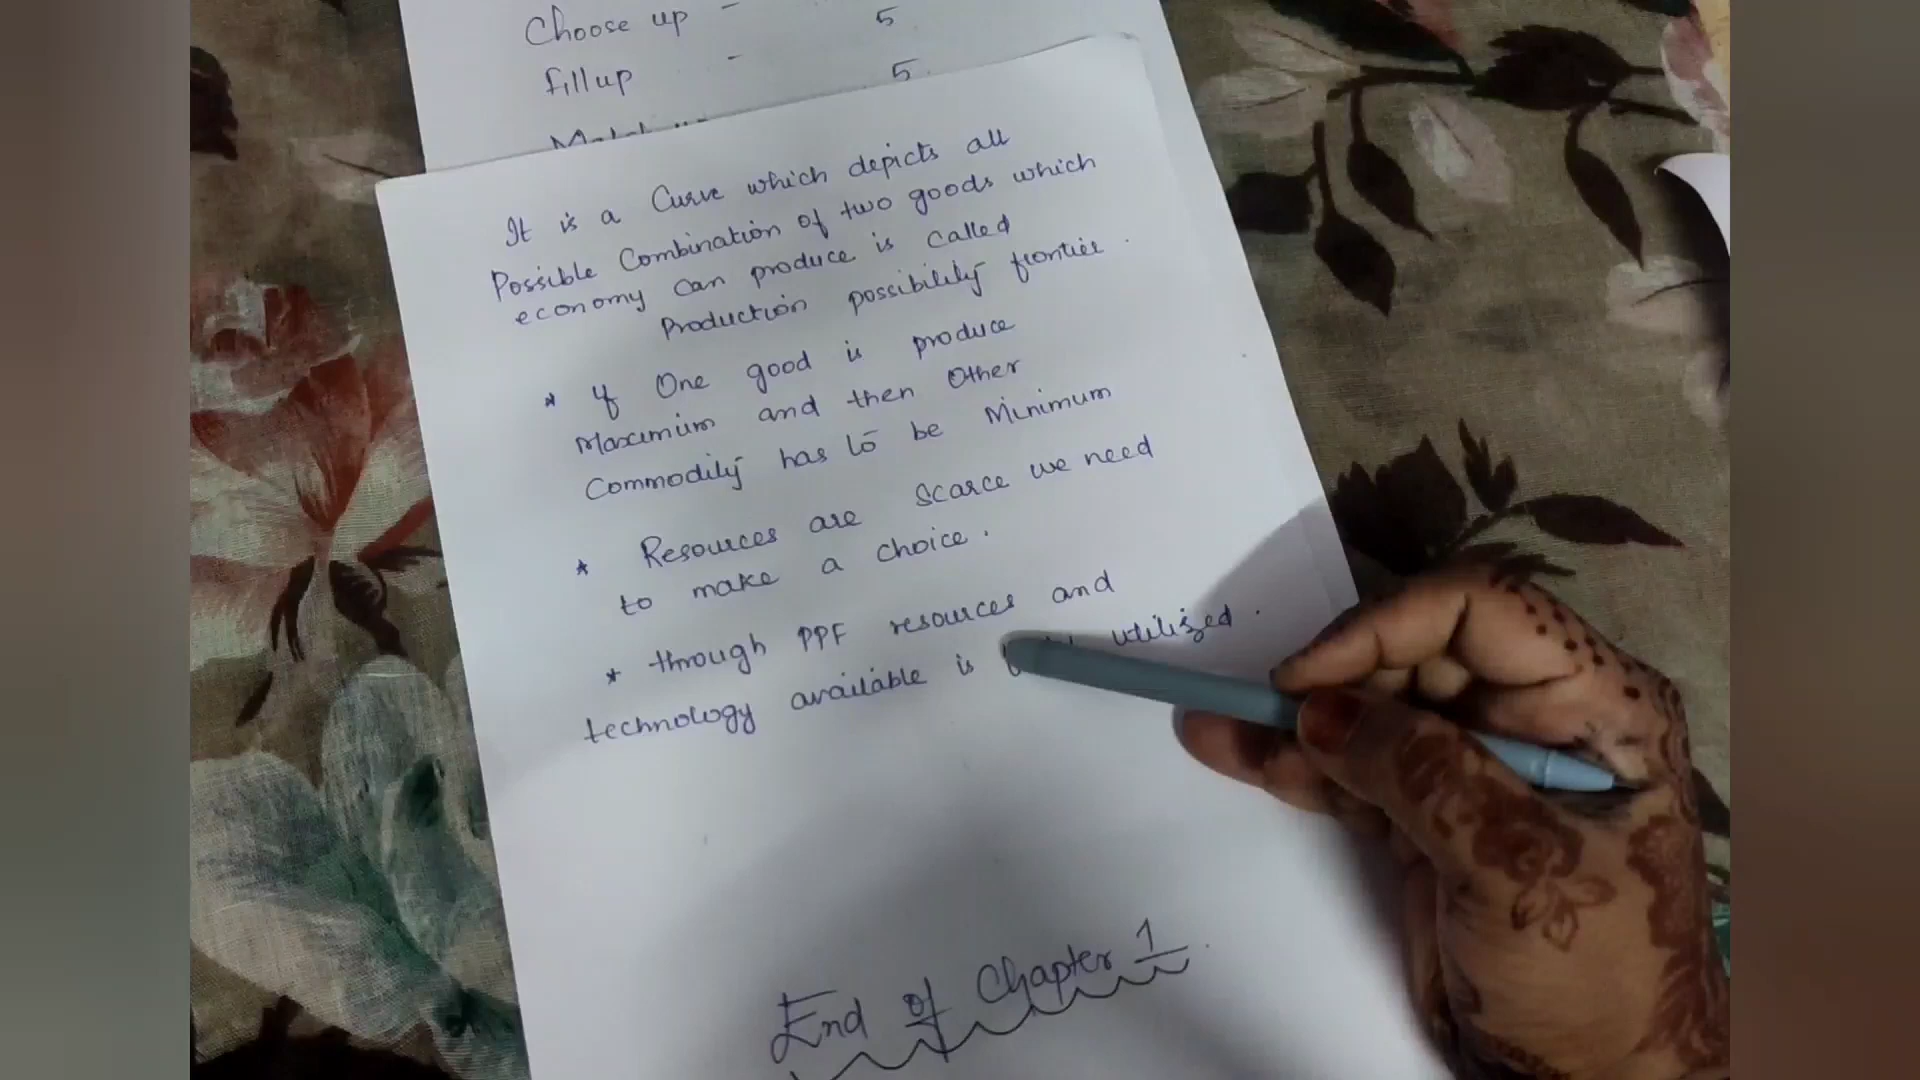 Choose up - 5
fill up - 5
It is a Curve which depicts all
Possible Combination of two goods which
economy can produce is called
Production possibility frontier.
* If One good is produce
Maximum and then Other
Commodity has to be Minimum
* Resources are scarce we need
to make a choice.
* through PPF resources and
technology available is utilized.
End of Chapter 1